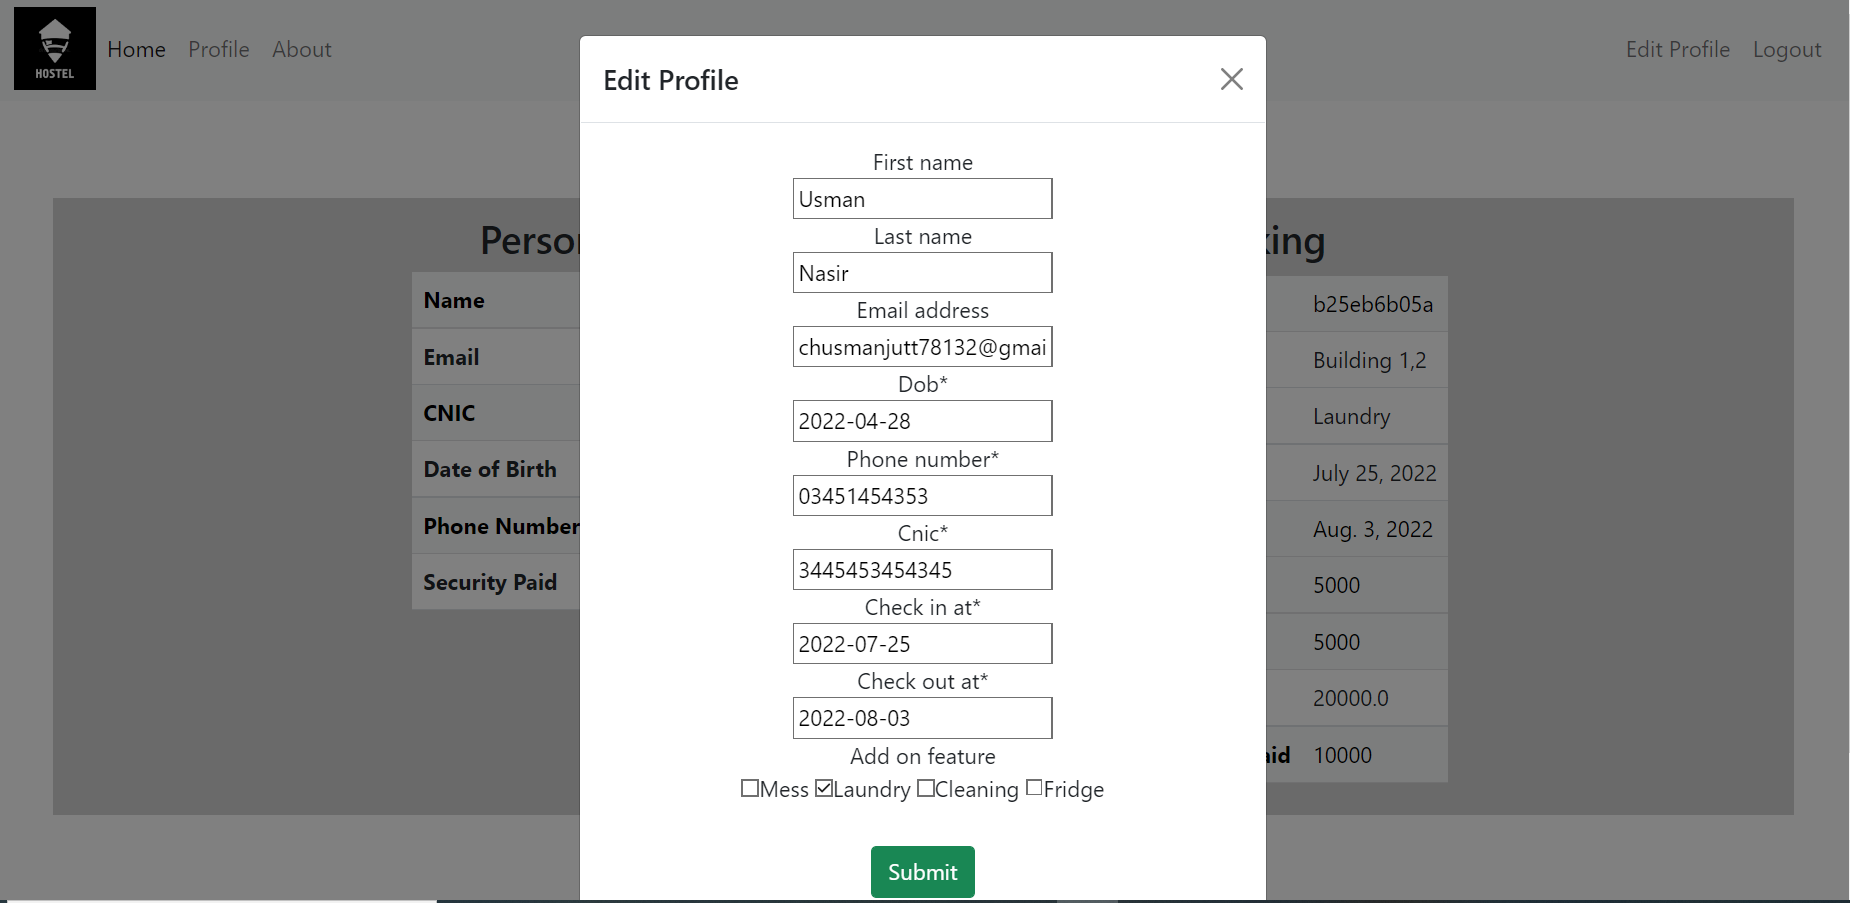 HOSTEL
Home Profile About
Edit Profile Logout
Edit Profile
First name
Usman
Last name
Nasir
Email address
chusmanjutt78132@gmai
Dob*
2022-04-28
Phone number*
03451454353
Cnic*
3445453454345
Check in at*
2022-07-25
Check out at*
2022-08-03
Add on feature
Mess Laundry Cleaning Fridge
Submit
Name
Email
CNIC
Date of Birth
Phone Number
Security Paid
b25eb6b05a
Building 1,2
Laundry
July 25, 2022
Aug. 3, 2022
5000
5000
20000.0
10000